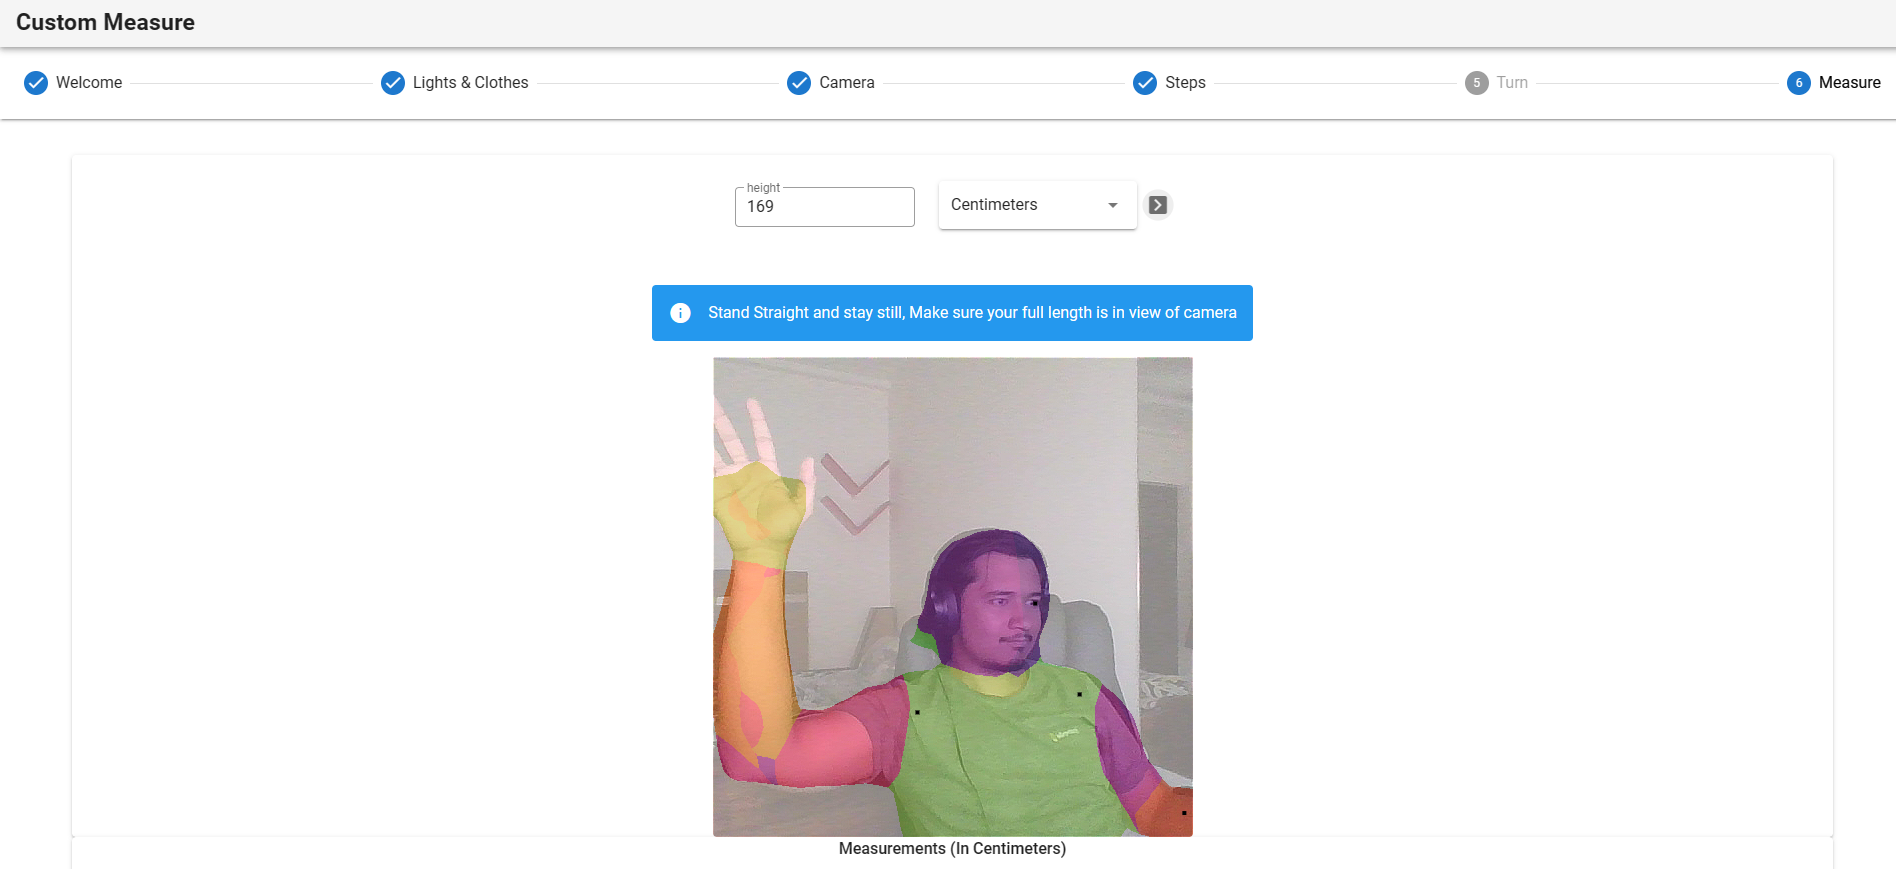 Custom Measure
Welcome
Lights & Clothes
Camera
Steps
5 Turn
6 Measure
height
169
Centimeters
Stand Straight and stay still, Make sure your full length is in view of camera
Measurements (In Centimeters)